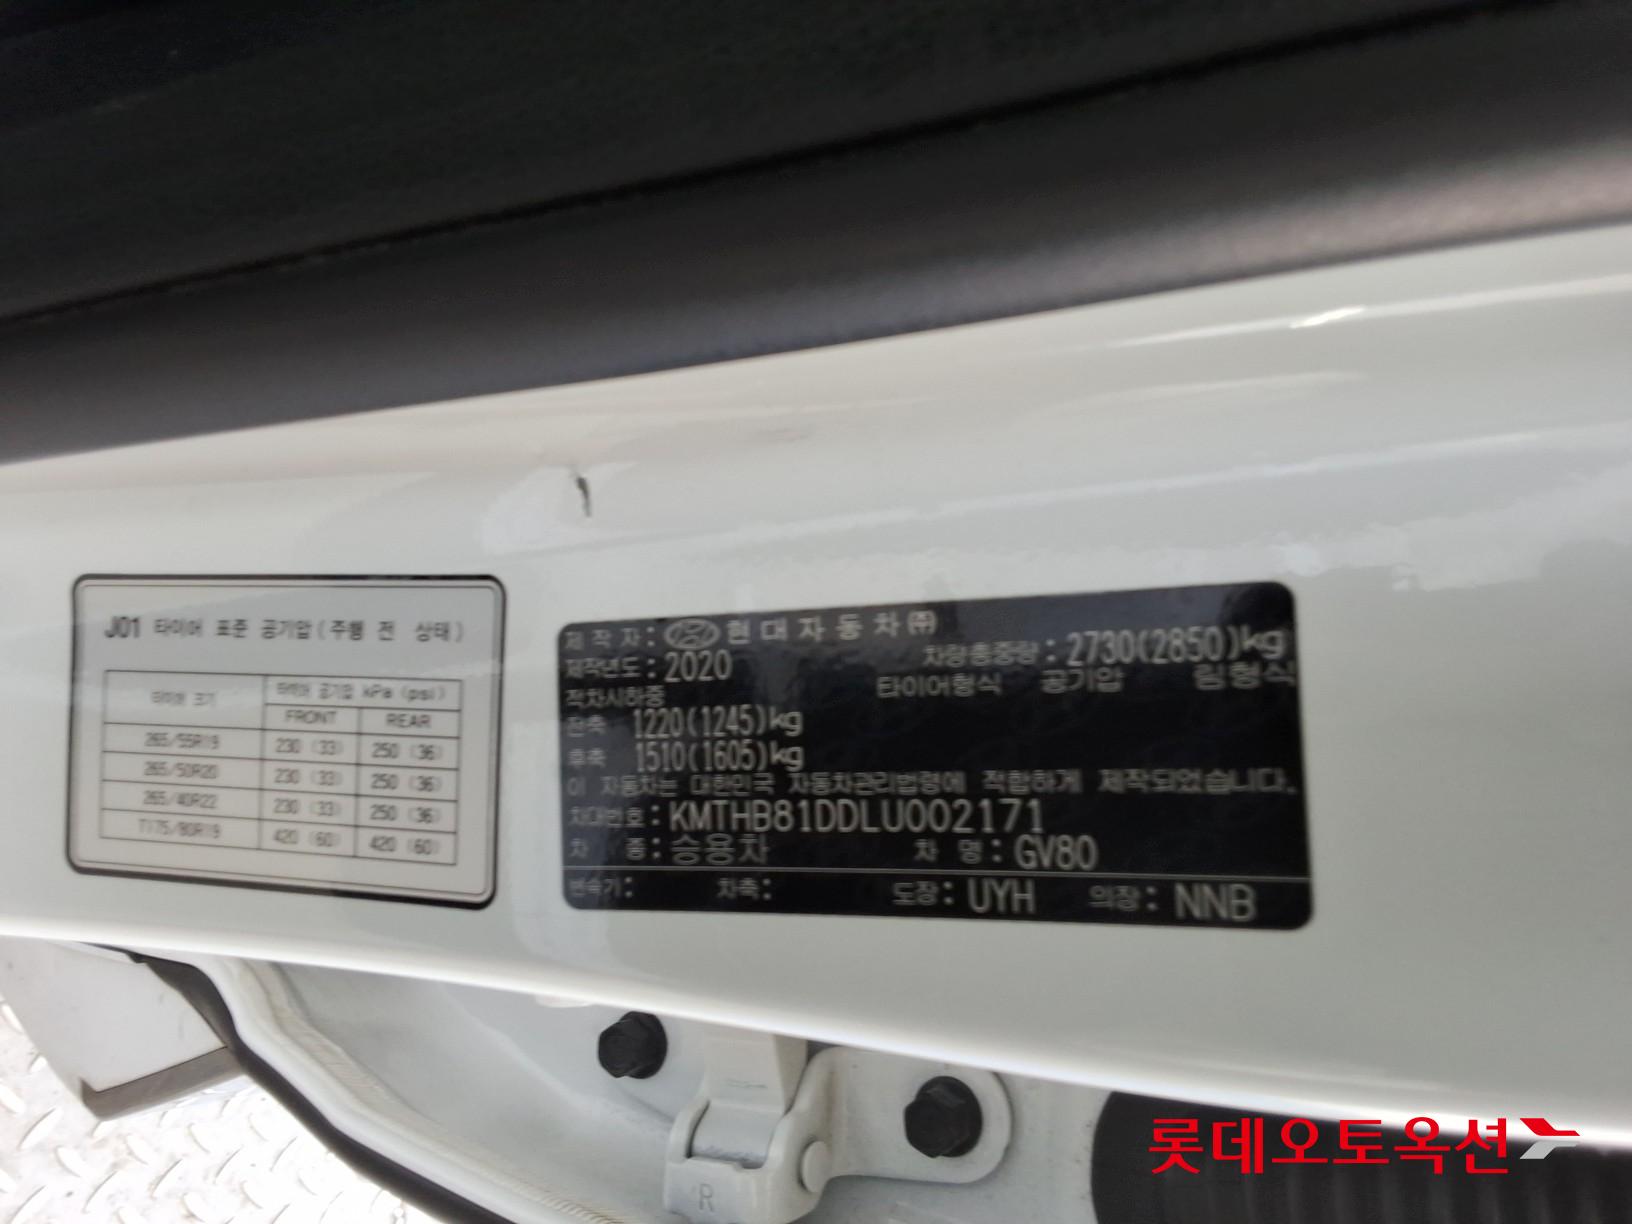 J01 타이어 표준 공기압 (주행 전 상태)
타이어 크기 타이어 공기압 kPa (psi)
FRONT REAR
265/55R19 230 (33) 250 (36)
265/50R20 230 (33) 250 (36)
265/40R22 230 (33) 250 (36)
T175/80R19 420 (60) 420 (60)
제작자: 현대자동차㈜
제작년도: 2020 차량총중량: 2730(2850)kg
적차시하중 타이어형식 공기압 림형식
전축 1220(1245)kg
후축 1510(1605)kg
이 자동차는 대한민국 자동차관리법령에 적합하게 제작되었습니다.
차대번호: KMTHB81DDLU002171
차 종: 승용차 차 명: GV80
변속기: 차축: 도장: UYH 의장: NNB
R
롯데오토옥션